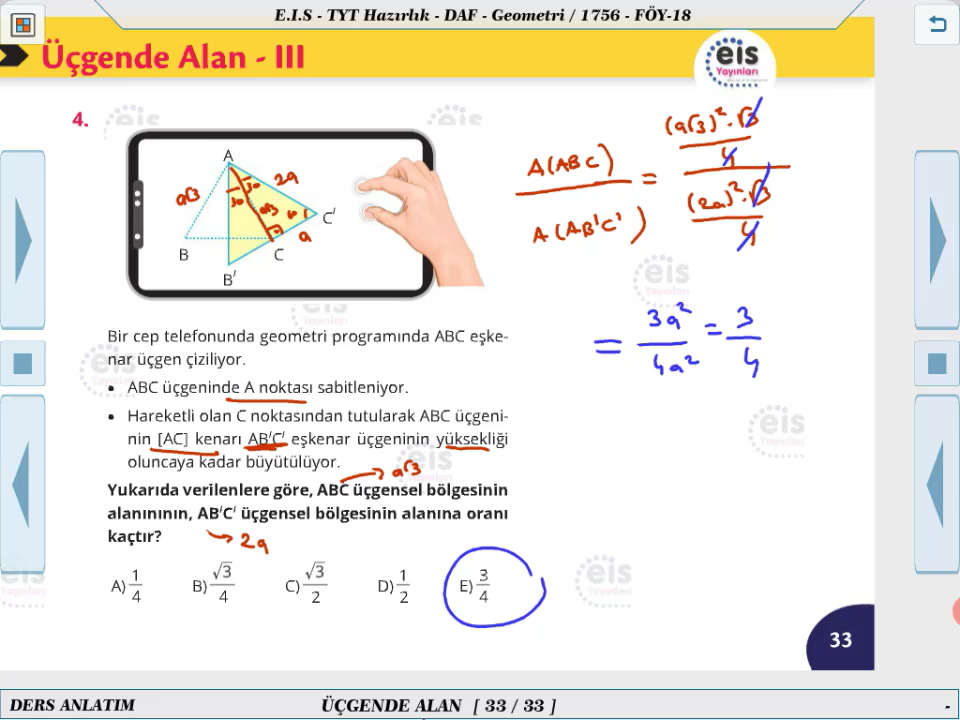 E.I.S - TYT Hazırlık - DAF - Geometri / 1756 - FÖY-18
Üçgende Alan - III
eis
Yayınları
4.
A
B
C
B'
C'
a√3
2a
30
30
a√3
60
a
A(ABC)
A(AB'C')
=
(a√3)².√3
4
(2a)².√3
4
= 3a² = 3
4a² 4
Bir cep telefonunda geometri programında ABC eşke-
nar üçgen çiziliyor.
• ABC üçgeninde A noktası sabitleniyor.
• Hareketli olan C noktasından tutularak ABC üçgeni-
nin [AC] kenarı AB'C' eşkenar üçgeninin yüksekliği
oluncaya kadar büyütülüyor.
a√3
Yukarıda verilenlere göre, ABC üçgensel bölgesinin
alanınının, AB'C' üçgensel bölgesinin alanına oranı
kaçtır?
2a
A) 1/4 B) √3/4 C) √3/2 D) 1/2 E) 3/4
33
DERS ANLATIM ÜÇGENDE ALAN [ 33 / 33 ] -